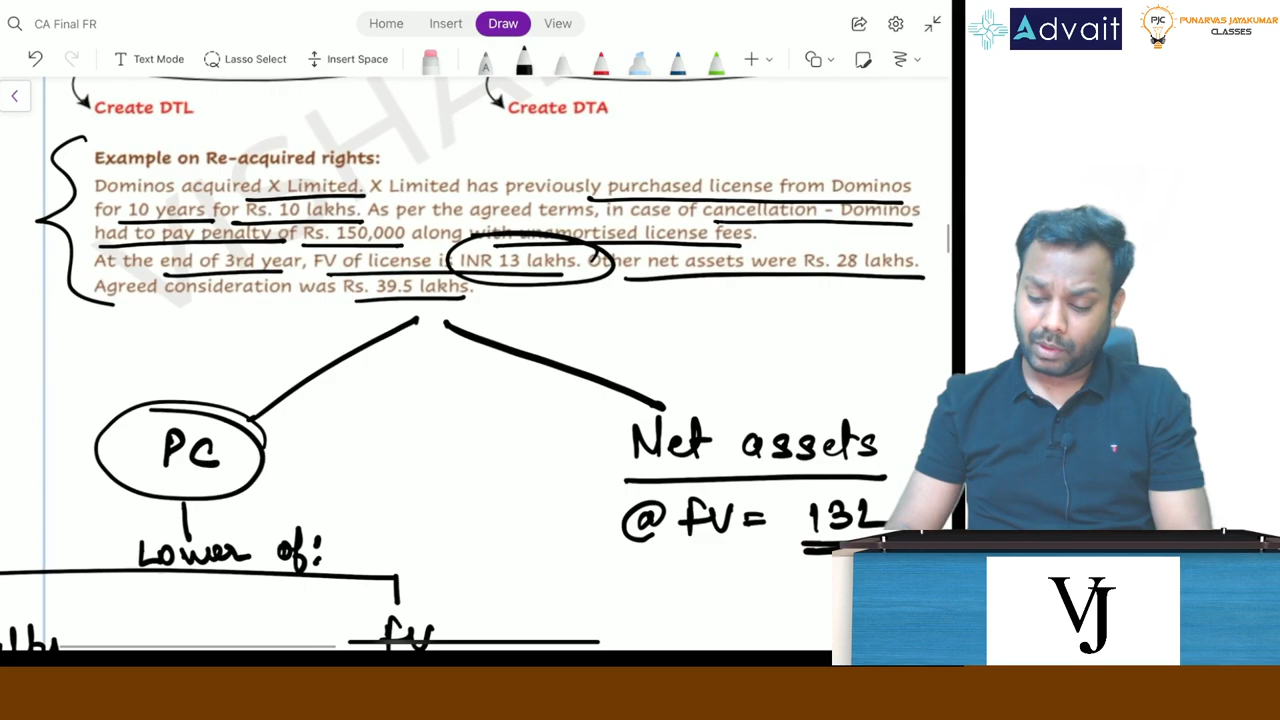 CA Final FR
Home Insert Draw View
Advait
PJC PUNARVAS JAYAKUMAR
CLASSES
Text Mode Lasso Select Insert Space
VISHA
Create DTL Create DTA
Example on Re-acquired rights:
Dominos acquired X Limited. X Limited has previously purchased license from Dominos
for 10 years for Rs. 10 lakhs. As per the agreed terms, in case of cancellation - Dominos
had to pay penalty of Rs. 150,000 along with unamortised license fees.
At the end of 3rd year, FV of license is INR 13 lakhs. Other net assets were Rs. 28 lakhs.
Agreed consideration was Rs. 39.5 lakhs.
PC
Net assets
@ fv = 13L
Lower of:
fv
VJ